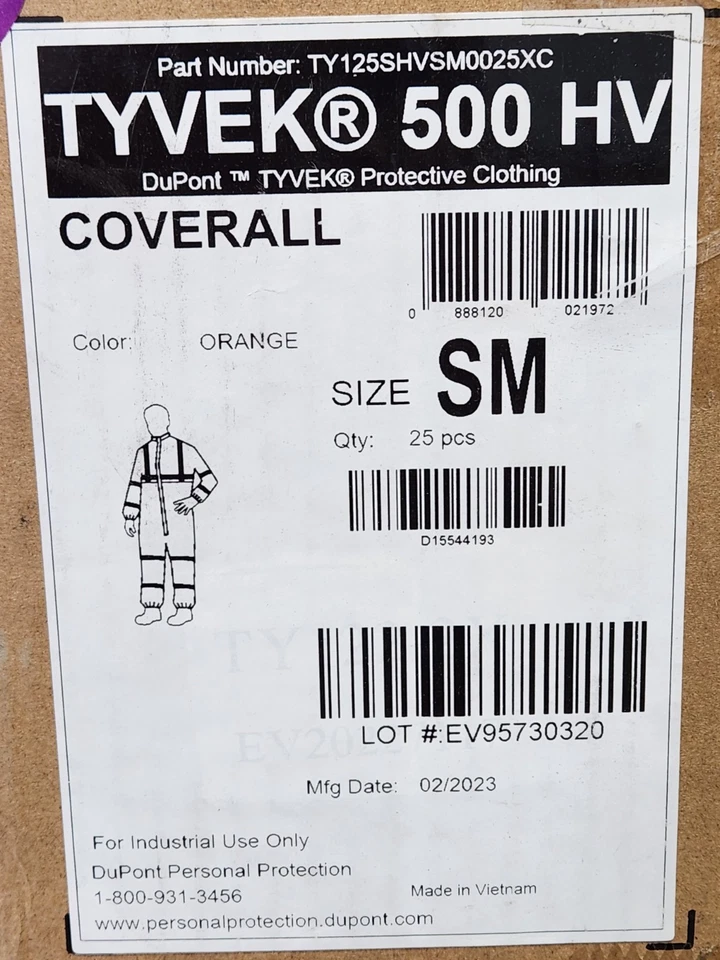 Part Number: TY125SHVSM0025XC
TYVEK® 500 HV
DuPont ™ TYVEK® Protective Clothing
COVERALL
0 888120 021972
Color: ORANGE
SIZE SM
Qty: 25 pcs
D15544193
LOT #:EV95730320
Mfg Date: 02/2023
For Industrial Use Only
DuPont Personal Protection
1-800-931-3456
Made in Vietnam
www.personalprotection.dupont.com